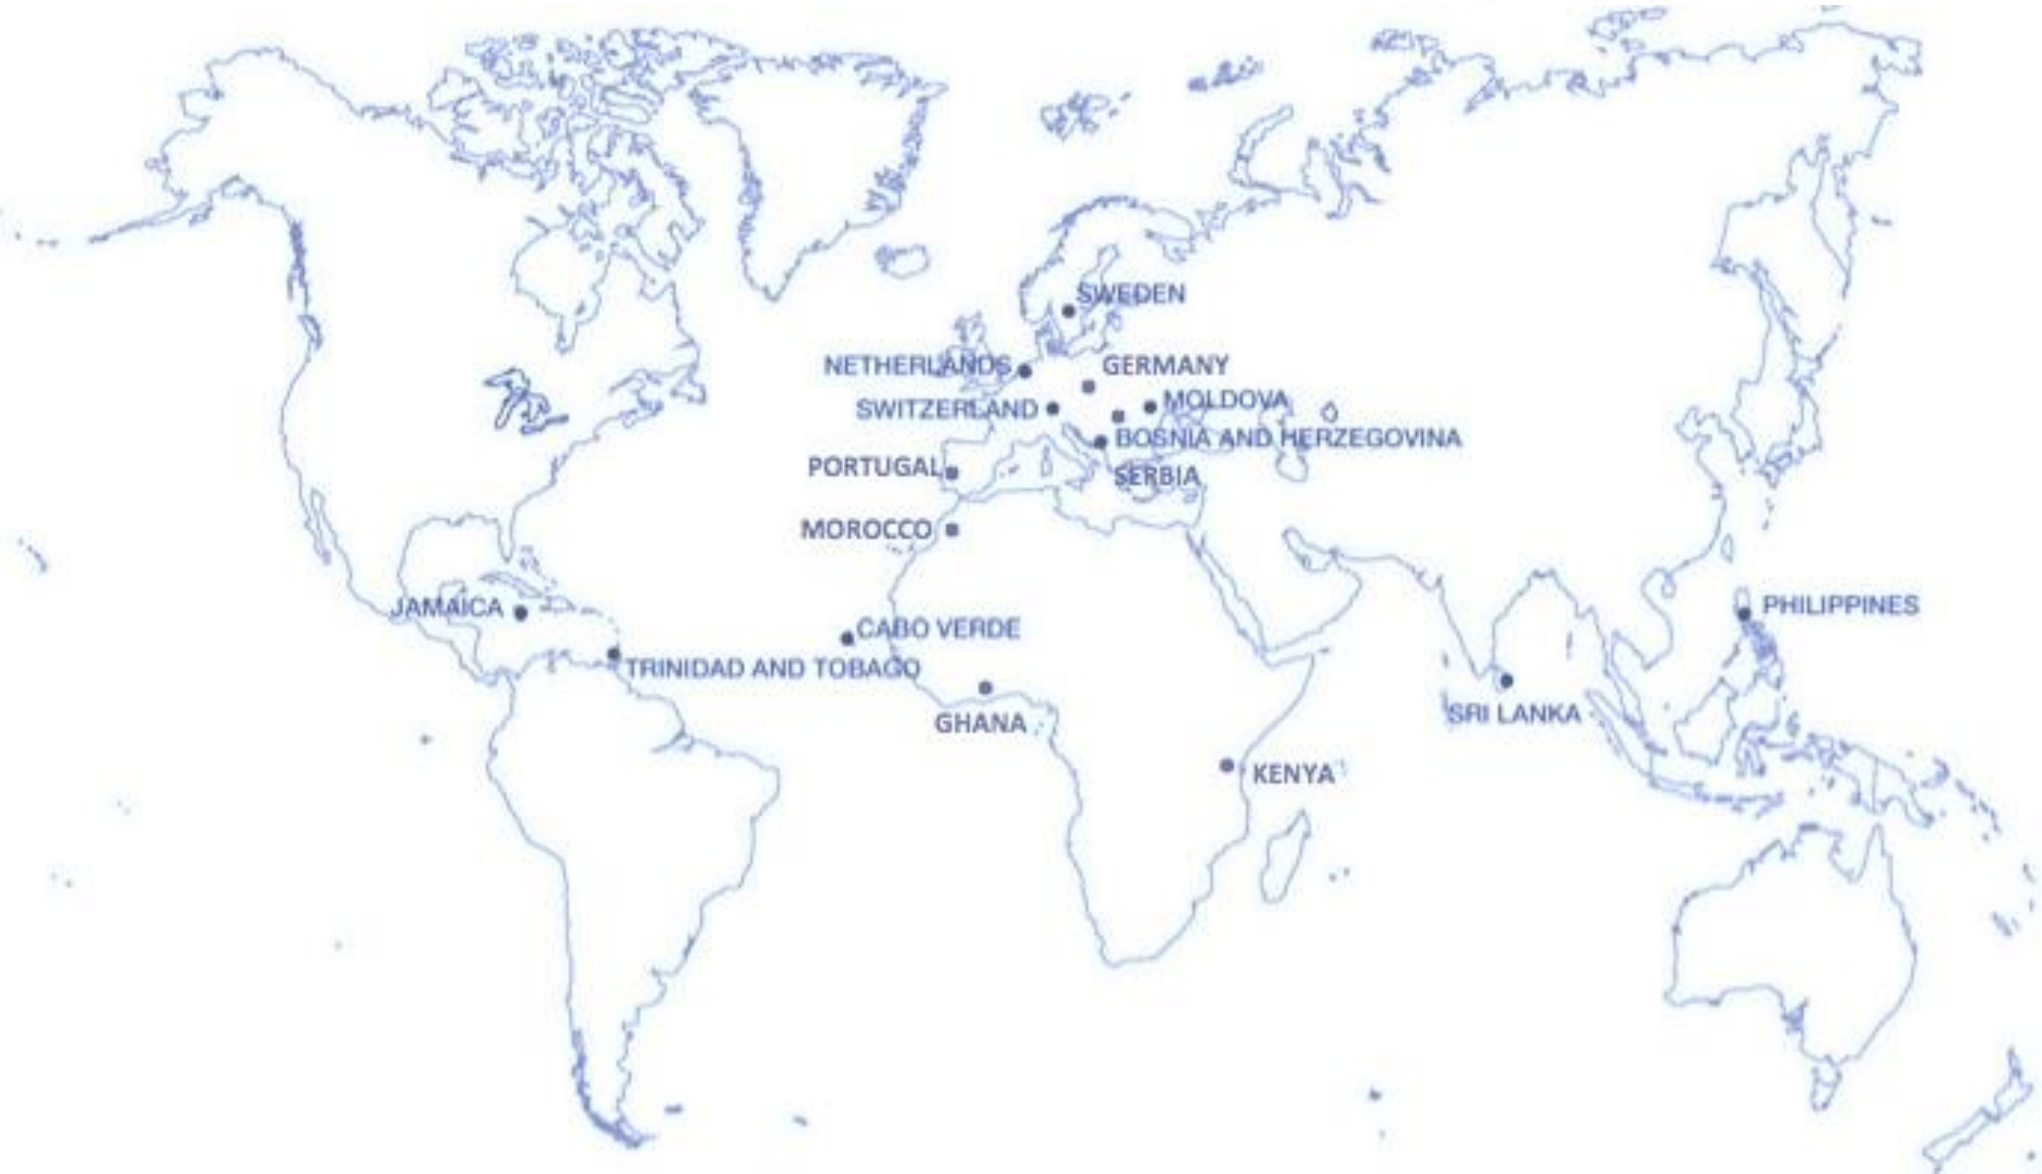 SWEDEN
NETHERLANDS
GERMANY
SWITZERLAND
MOLDOVA
BOSNIA AND HERZEGOVINA
PORTUGAL
SERBIA
MOROCCO
JAMAICA
PHILIPPINES
CABO VERDE
TRINIDAD AND TOBAGO
GHANA
SRI LANKA
KENYA